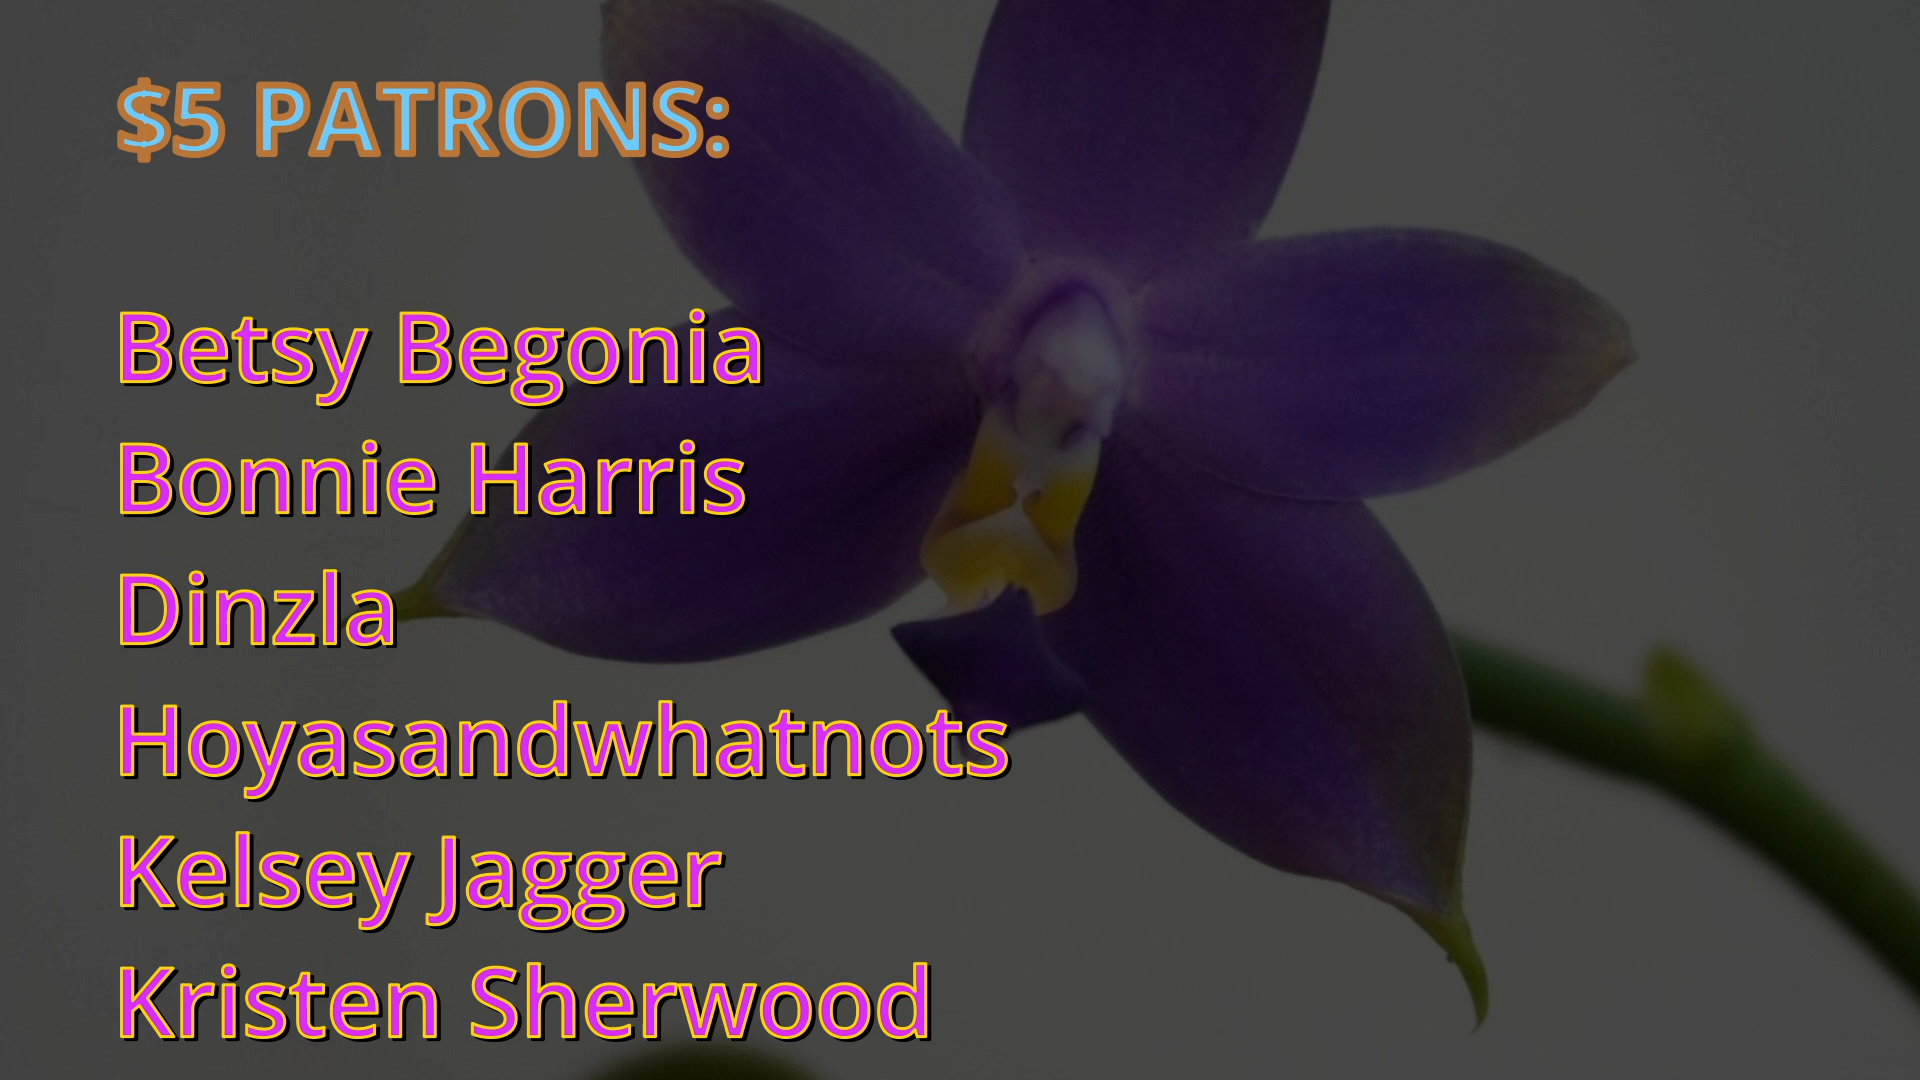 $5 PATRONS:
Betsy Begonia
Bonnie Harris
Dinzla
Hoyasandwhatnots
Kelsey Jagger
Kristen Sherwood